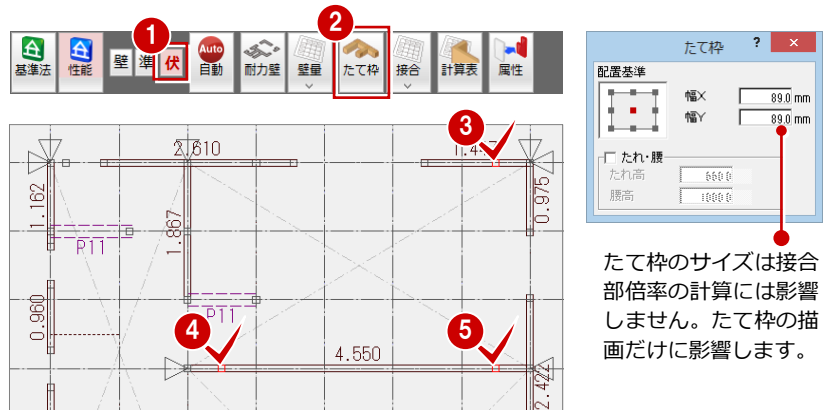 1
2
基準法
性能
壁
準
伏
Auto
自動
耐力壁
壁量
たて枠
接合
計算表
属性
たて枠
?
×
配置基準
幅X
89.0 mm
幅Y
89.0 mm
たれ・腰
たれ高
腰高
3
2.610
1.162
1.867
0.975
P11
P11
0.960
4
5
4.550
2.422
たて枠のサイズは接合
部倍率の計算には影響
しません。たて枠の描
画だけに影響します。